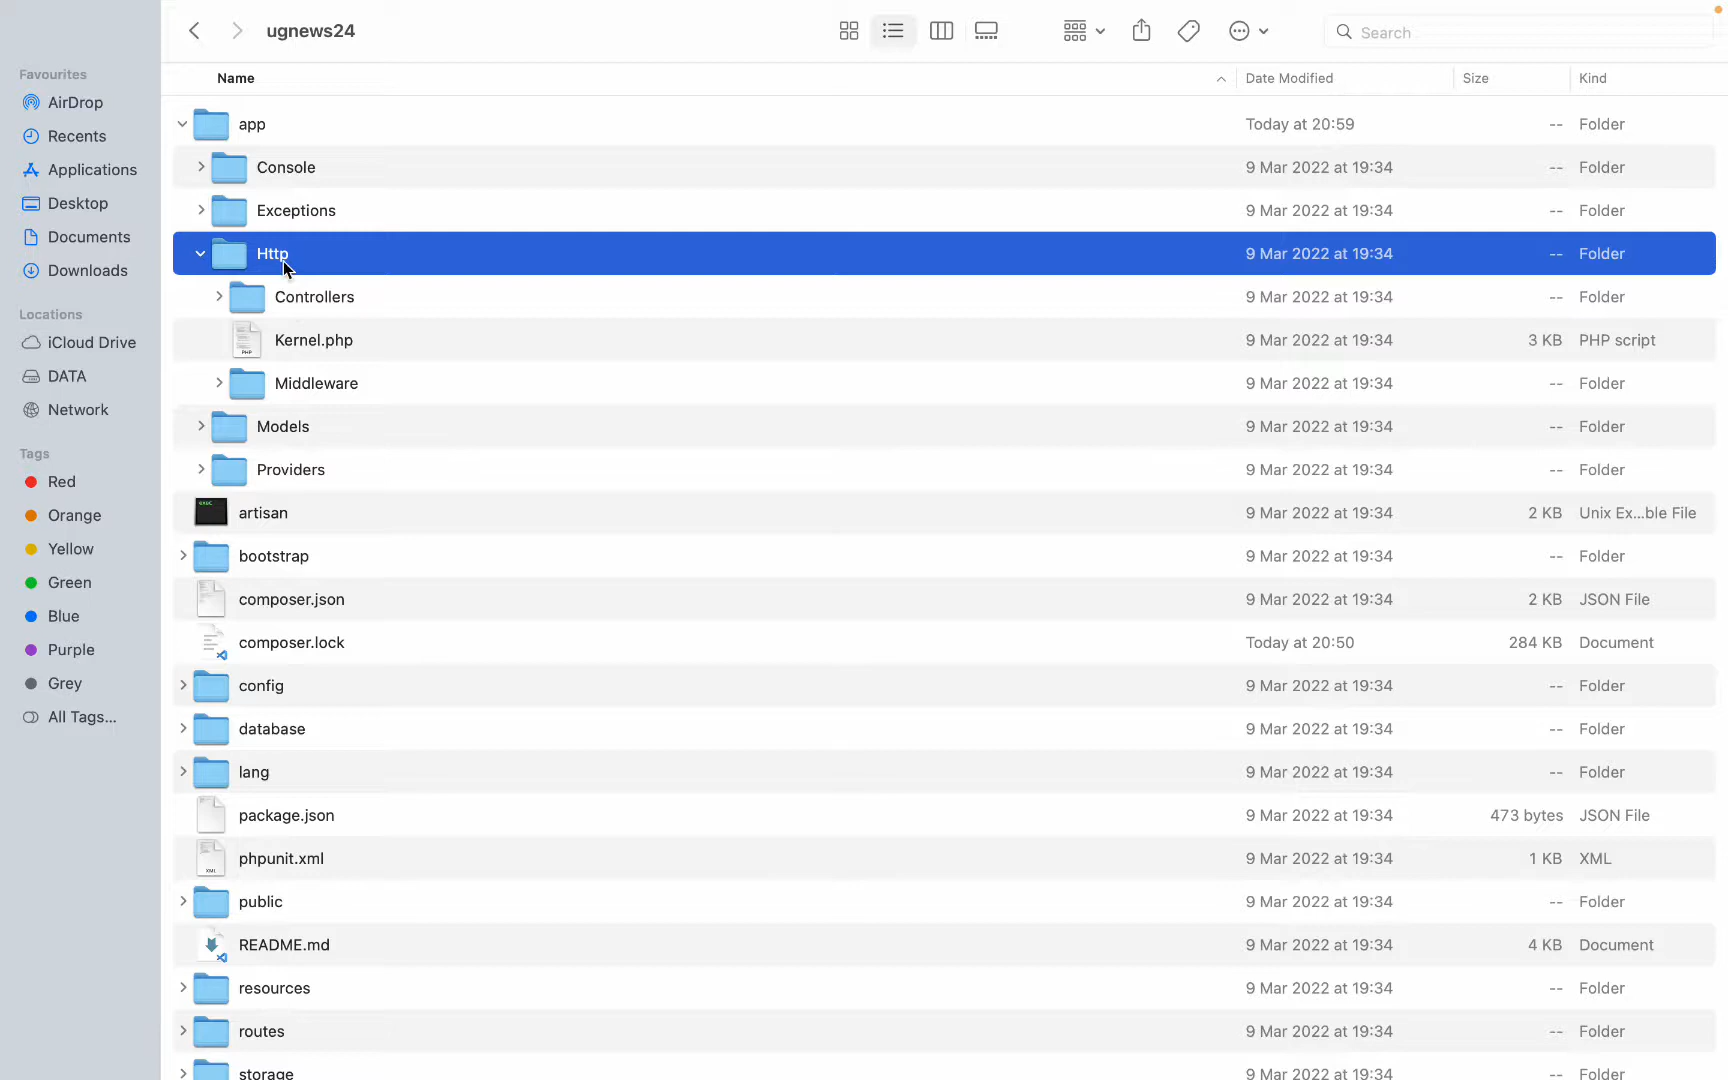 ugnews24
Search
Favourites
AirDrop
Recents
Applications
Desktop
Documents
Downloads
Locations
iCloud Drive
DATA
Network
Tags
Red
Orange
Yellow
Green
Blue
Purple
Grey
All Tags...
Name Date Modified Size Kind
app Today at 20:59 -- Folder
Console 9 Mar 2022 at 19:34 -- Folder
Exceptions 9 Mar 2022 at 19:34 -- Folder
Http 9 Mar 2022 at 19:34 -- Folder
Controllers 9 Mar 2022 at 19:34 -- Folder
PHP Kernel.php 9 Mar 2022 at 19:34 3 KB PHP script
Middleware 9 Mar 2022 at 19:34 -- Folder
Models 9 Mar 2022 at 19:34 -- Folder
Providers 9 Mar 2022 at 19:34 -- Folder
artisan 9 Mar 2022 at 19:34 2 KB Unix Ex...ble File
bootstrap 9 Mar 2022 at 19:34 -- Folder
composer.json 9 Mar 2022 at 19:34 2 KB JSON File
composer.lock Today at 20:50 284 KB Document
config 9 Mar 2022 at 19:34 -- Folder
database 9 Mar 2022 at 19:34 -- Folder
lang 9 Mar 2022 at 19:34 -- Folder
package.json 9 Mar 2022 at 19:34 473 bytes JSON File
XML phpunit.xml 9 Mar 2022 at 19:34 1 KB XML
public 9 Mar 2022 at 19:34 -- Folder
README.md 9 Mar 2022 at 19:34 4 KB Document
resources 9 Mar 2022 at 19:34 -- Folder
routes 9 Mar 2022 at 19:34 -- Folder
storage 9 Mar 2022 at 19:34 -- Folder